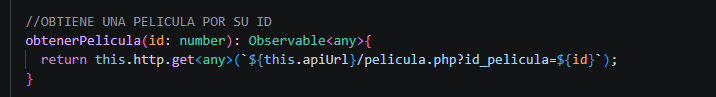 //OBTIENE UNA PELICULA POR SU ID
obtenerPelicula(id: number): Observable<any>{
return this.http.get<any>(`${this.apiUrl}/pelicula.php?id_pelicula=${id}`);
}